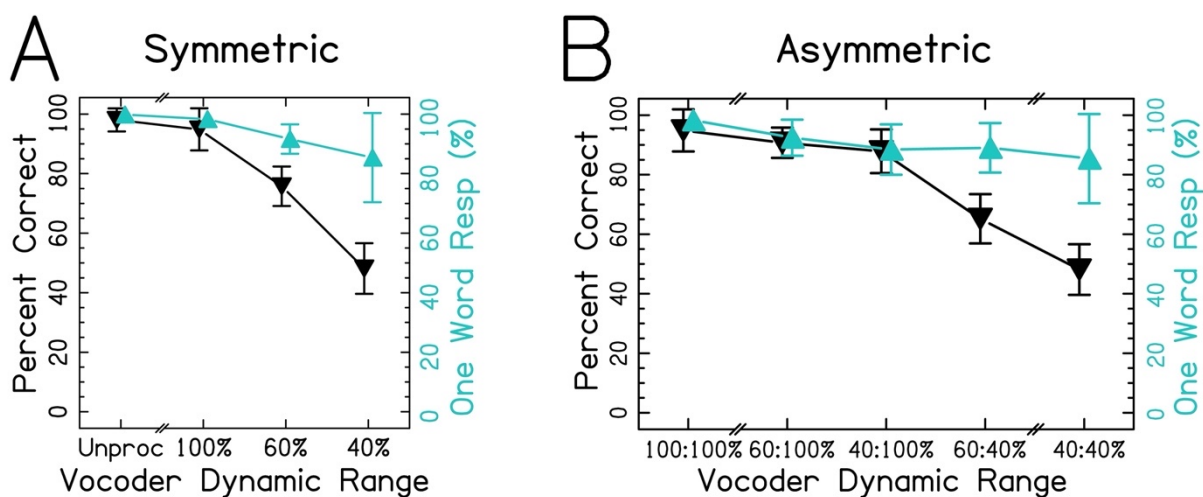 A Symmetric
Percent Correct
0 20 40 60 80 100
0 20 40 60 80 100
One Word Resp (%)
Unproc 100% 60% 40%
Vocoder Dynamic Range
B Asymmetric
Percent Correct
0 20 40 60 80 100
0 20 40 60 80 100
One Word Resp (%)
100:100% 60:100% 40:100% 60:40% 40:40%
Vocoder Dynamic Range